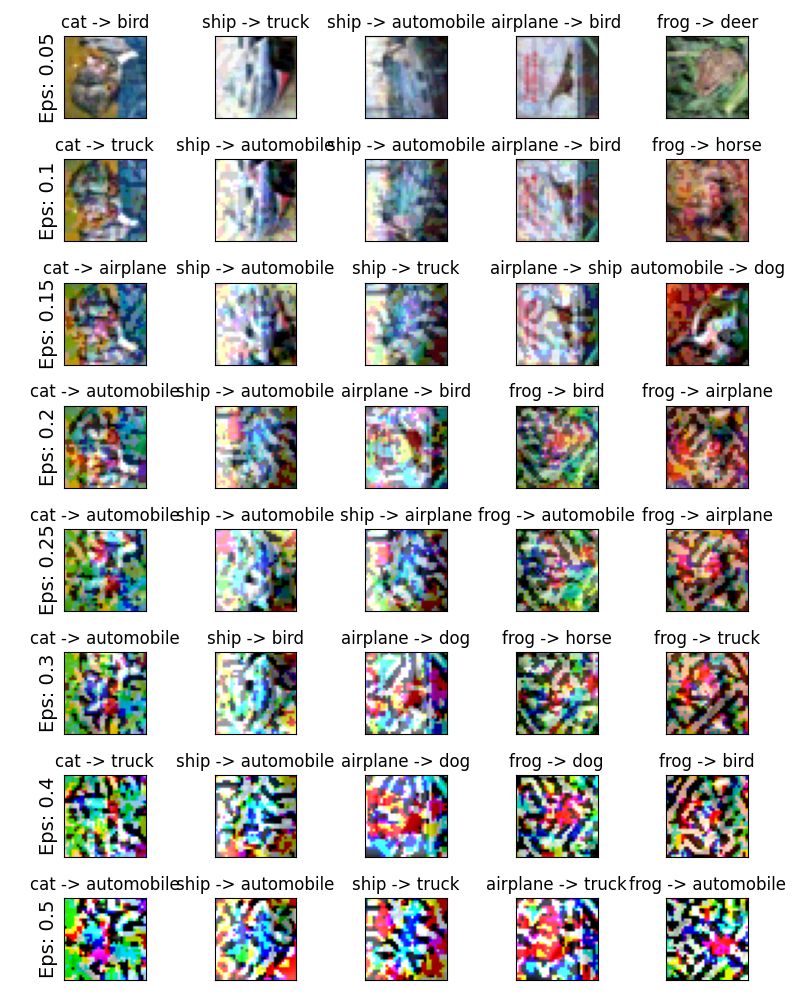 cat -> bird ship -> truck ship -> automobile airplane -> bird frog -> deer
Eps: 0.05
cat -> truck ship -> automobile ship -> automobile airplane -> bird frog -> horse
Eps: 0.1
cat -> airplane ship -> automobile ship -> truck airplane -> ship automobile -> dog
Eps: 0.15
cat -> automobile ship -> automobile airplane -> bird frog -> bird frog -> airplane
Eps: 0.2
cat -> automobile ship -> automobile ship -> airplane frog -> automobile frog -> airplane
Eps: 0.25
cat -> automobile ship -> bird airplane -> dog frog -> horse frog -> truck
Eps: 0.3
cat -> truck ship -> automobile airplane -> dog frog -> dog frog -> bird
Eps: 0.4
cat -> automobile ship -> automobile ship -> truck airplane -> truck frog -> automobile
Eps: 0.5